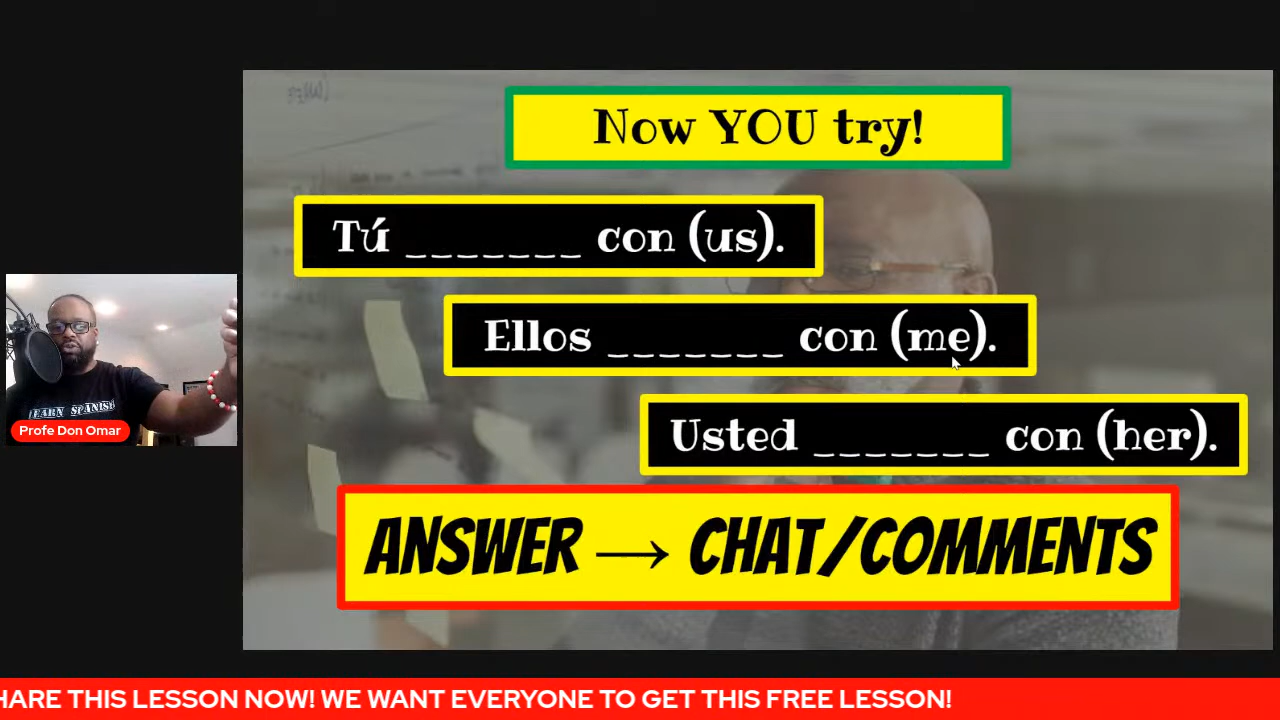 Now YOU try!
Tú _______ con (us).
Ellos _______ con (me).
Usted _______ con (her).
ANSWER → CHAT/COMMENTS
LEARN SPANISH
Profe Don Omar
HARE THIS LESSON NOW! WE WANT EVERYONE TO GET THIS FREE LESSON!